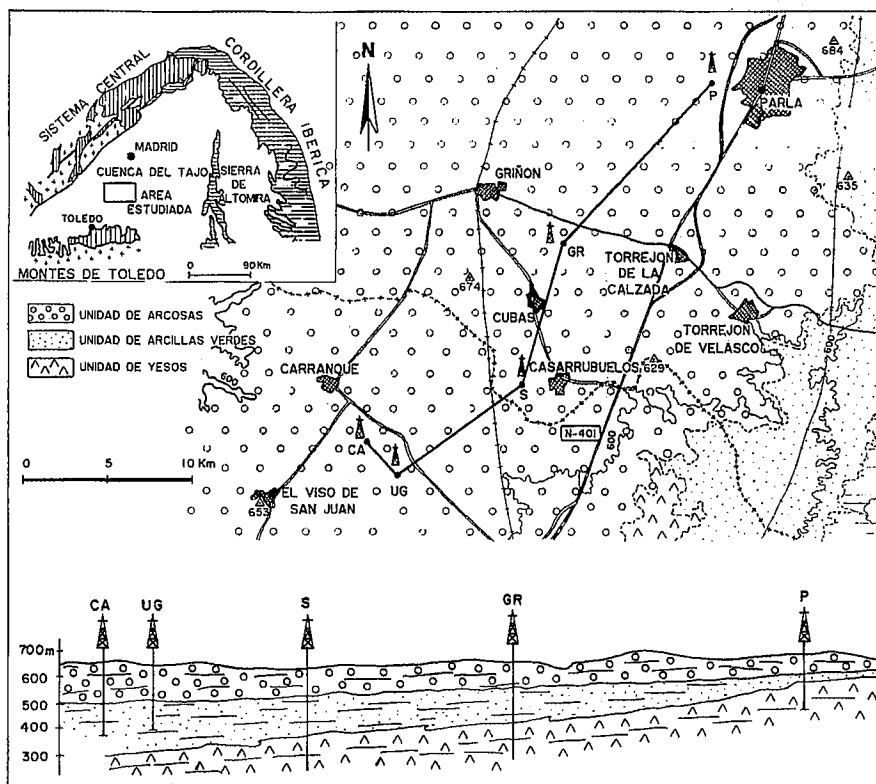 SISTEMA CENTRAL
CORDILLERA IBERICA
MADRID
CUENCA DEL TAJO
SIERRA
DE
ALTOMIRA
AREA
ESTUDIADA
TOLEDO
MONTES DE TOLEDO
0 90 Km
N
684
P
PARLA
GRIÑON
635
GR
TORREJON
DE LA
CALZADA
674
CUBAS
TORREJON
DE VELASCO
UNIDAD DE ARCOSAS
UNIDAD DE ARCILLAS VERDES
UNIDAD DE YESOS
600
600
CARRANQUE
CASARRUBUELOS
629
S
N-401
600
0 5 10 Km
CA
UG
EL VISO DE
SAN JUAN
653
CA UG S GR P
700m
600
500
400
300